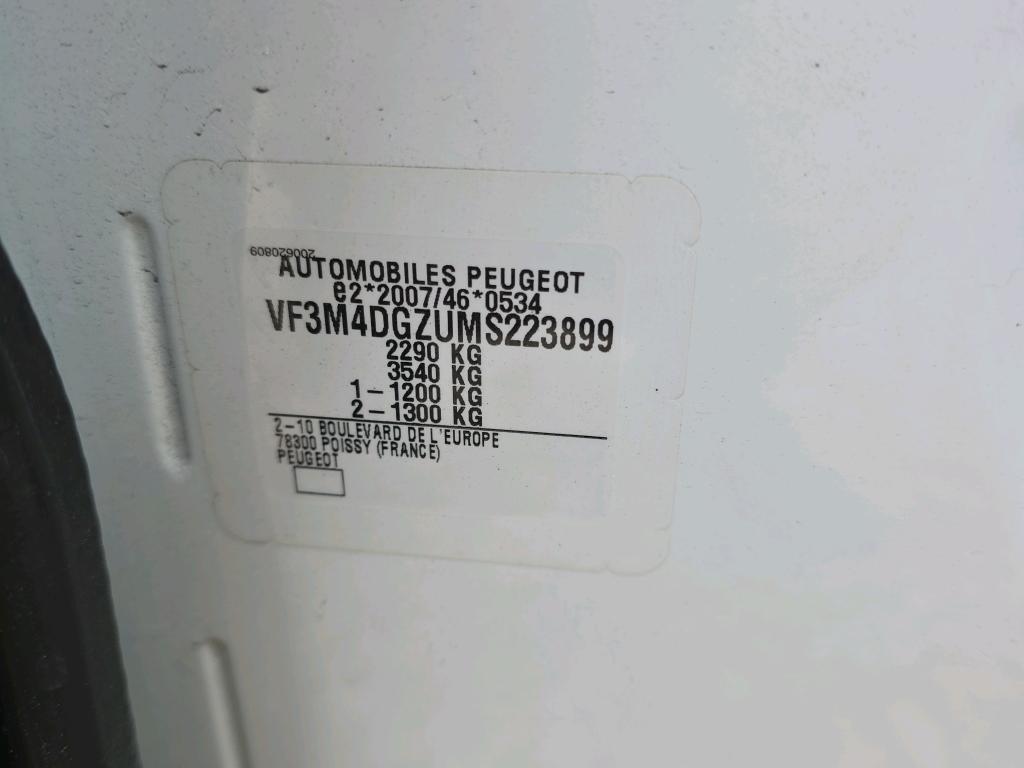 200620809
AUTOMOBILES PEUGEOT
e2*2007/46*0534
VF3M4DGZUMS223899
2290 KG
3540 KG
1-1200 KG
2-1300 KG
2-10 BOULEVARD DE L'EUROPE
78300 POISSY (FRANCE)
PEUGEOT